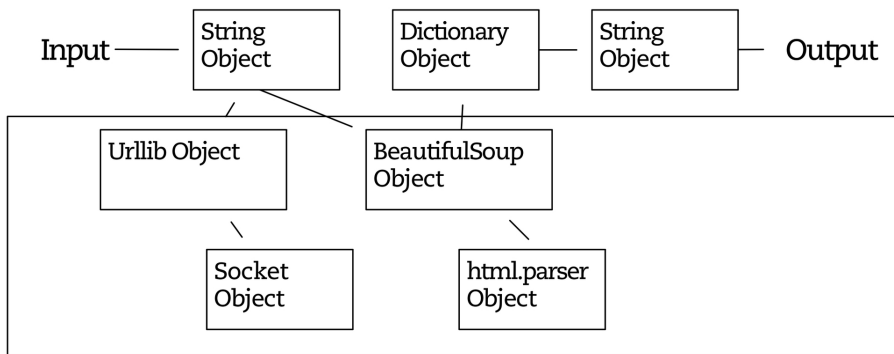 Input
String
Object
Dictionary
Object
String
Object
Output
Urllib Object
BeautifulSoup
Object
Socket
Object
html.parser
Object